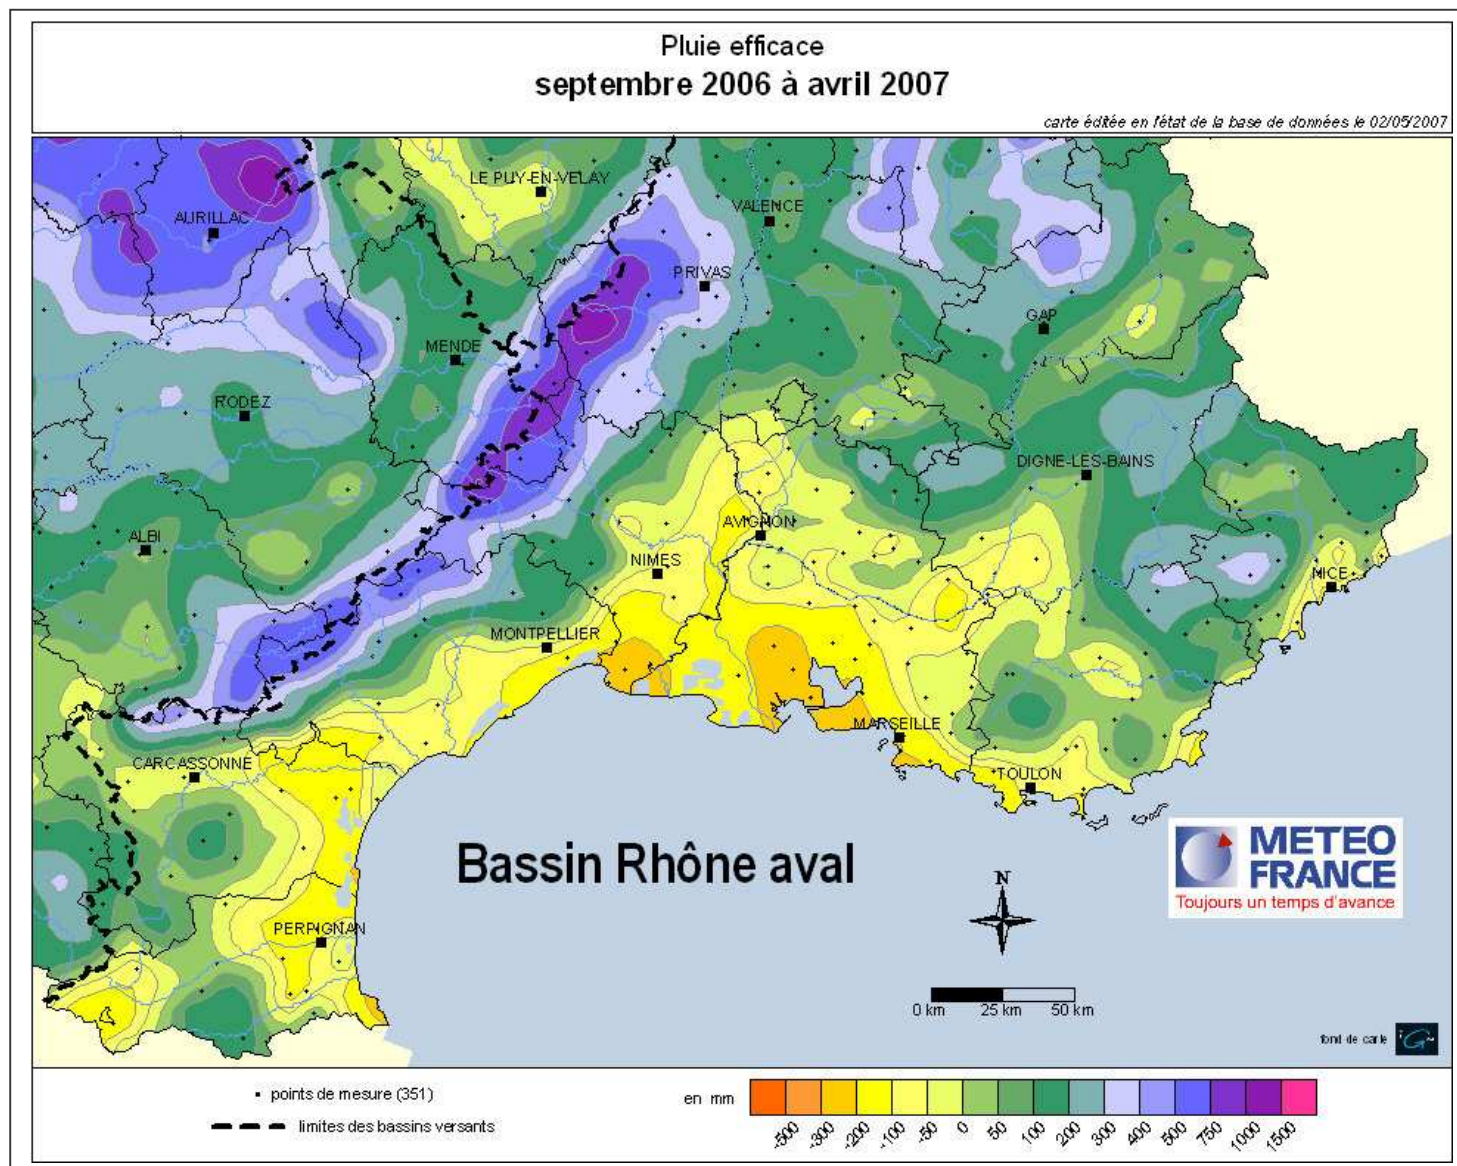 Pluie efficace
septembre 2006 à avril 2007
carte éditée en l'état de la base de données le 02/05/2007
LE PUY-EN-VELAY
AURILLAC
VALENCE
PRIVAS
GAP
MENDE
RODEZ
DIGNE-LES-BAINS
AVIGNON
ALBI
NIMES
NICE
MONTPELLIER
MARSEILLE
CARCASSONNE
TOULON
Bassin Rhône aval
METEO
FRANCE
Toujours un temps d'avance
N
PERPIGNAN
0 km 25 km 50 km
fond de carte
points de mesure (351)
en mm
limites des bassins versants
-500 -300 -200 -100 -50 0 50 100 200 300 400 500 750 1000 1500